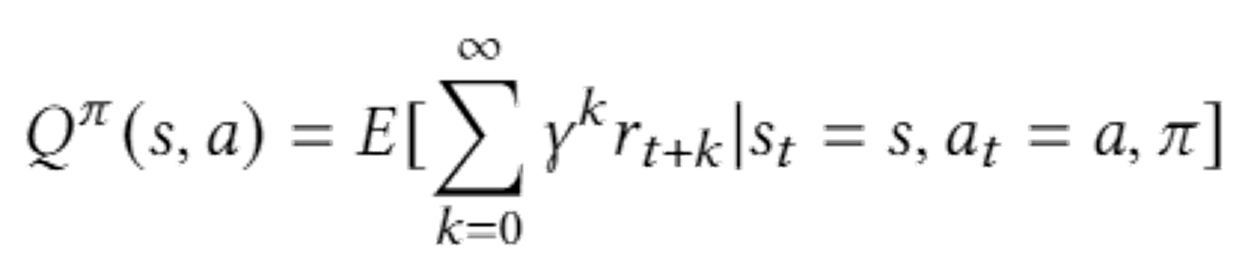 Q^π(s, a) = E[∑_{k=0}^{∞} γ^k r_{t+k}|s_t = s, a_t = a, π]